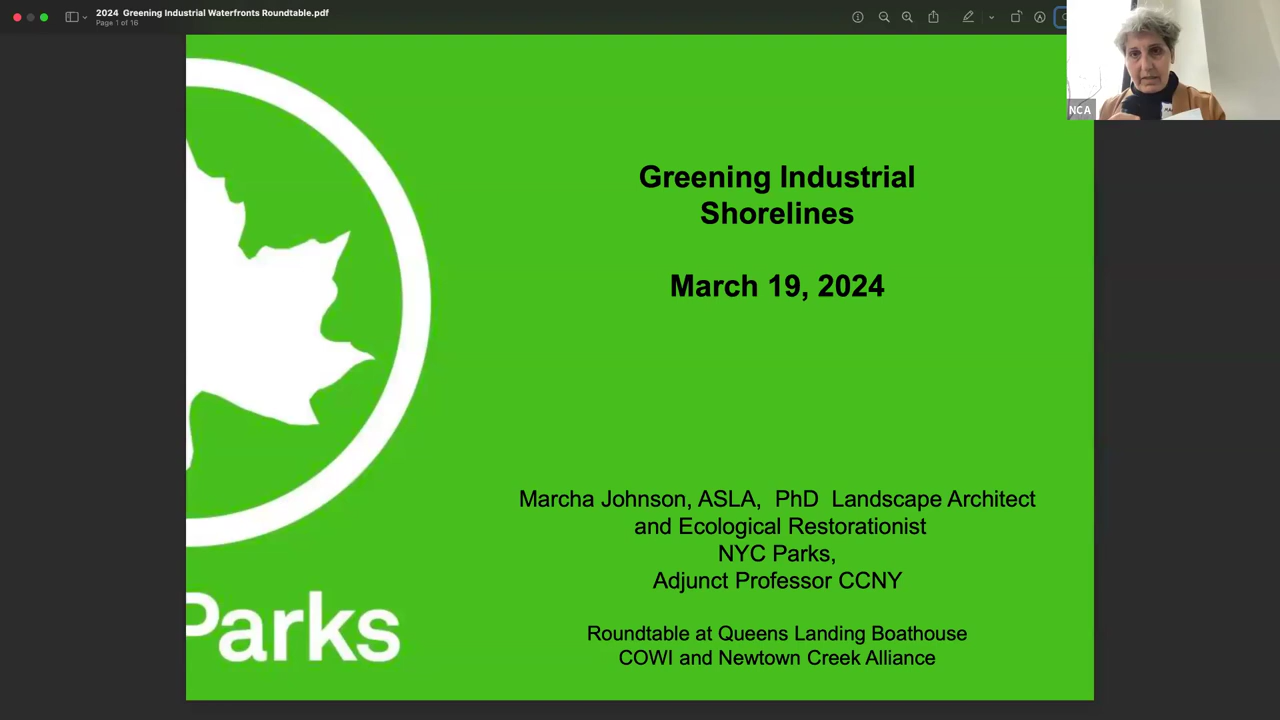 2024 Greening Industrial Waterfronts Roundtable.pdf
Page 1 of 16
NCA
Greening Industrial
Shorelines
March 19, 2024
Marcha Johnson, ASLA, PhD Landscape Architect
and Ecological Restorationist
NYC Parks,
Adjunct Professor CCNY
Roundtable at Queens Landing Boathouse
COWI and Newtown Creek Alliance
Parks